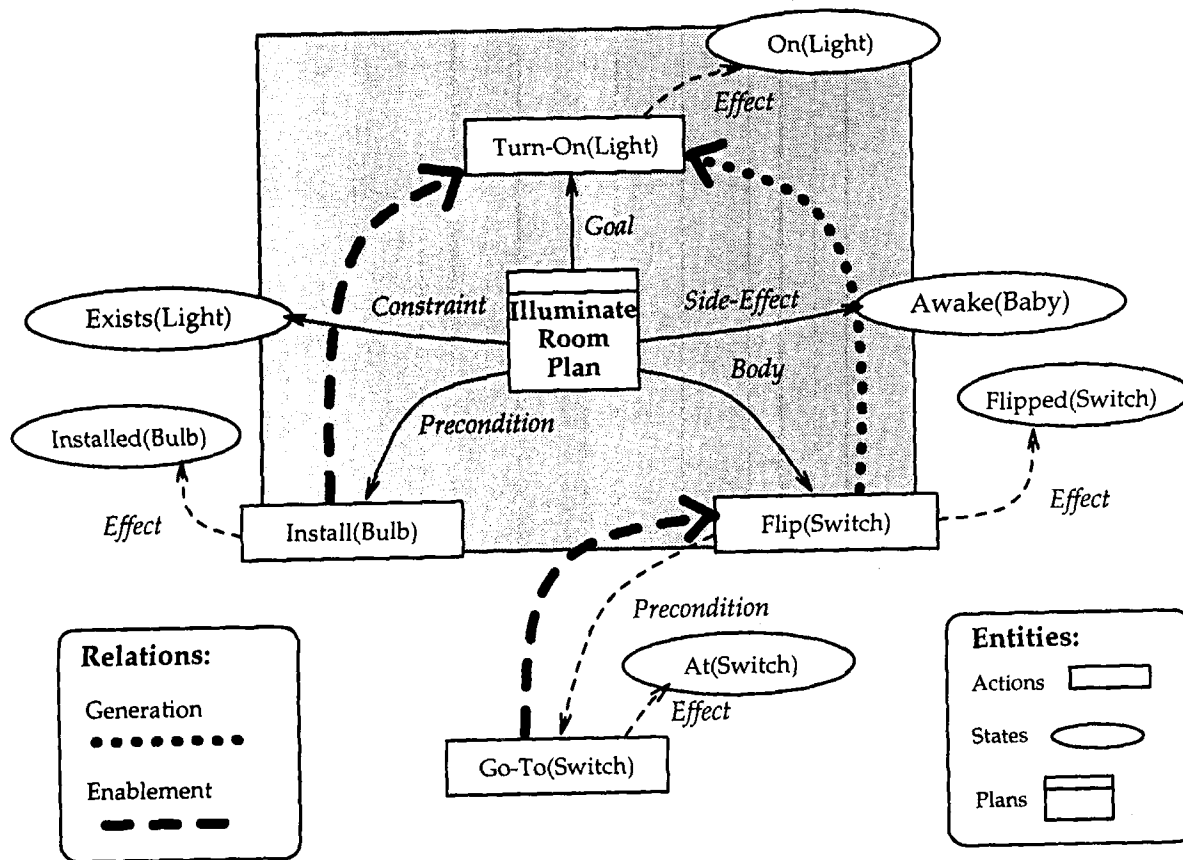 On(Light)
Effect
Turn-On(Light)
Goal
Constraint
Side-Effect
Exists(Light)
Illuminate
Room
Plan
Awake(Baby)
Body
Precondition
Installed(Bulb)
Flipped(Switch)
Effect
Install(Bulb)
Flip(Switch)
Effect
Precondition
At(Switch)
Effect
Go-To(Switch)
Relations:
Generation
Enablement
Entities:
Actions
States
Plans